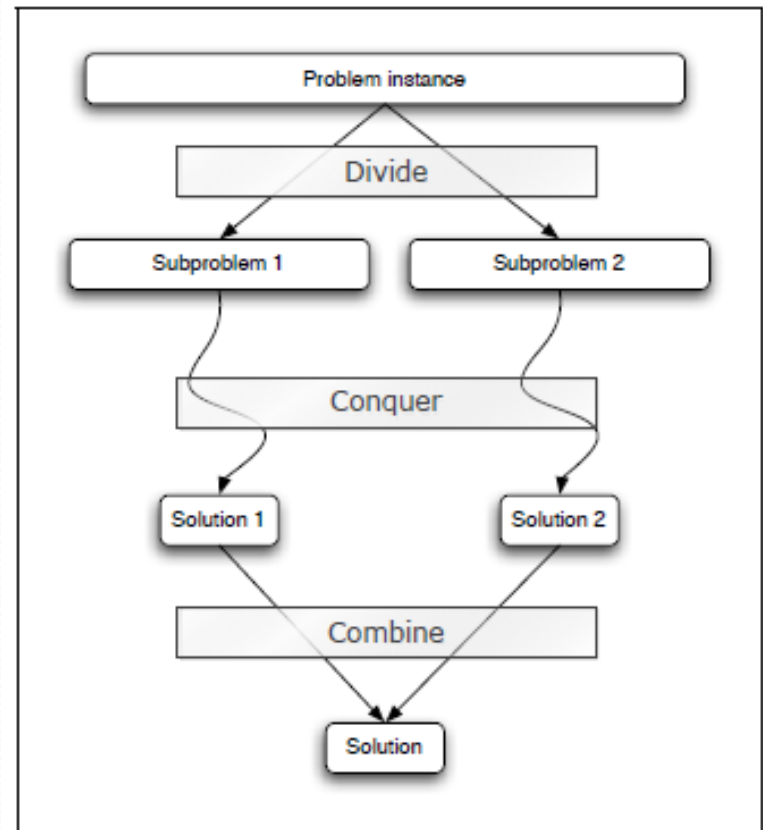 Problem instance
Divide
Subproblem 1
Subproblem 2
Conquer
Solution 1
Solution 2
Combine
Solution